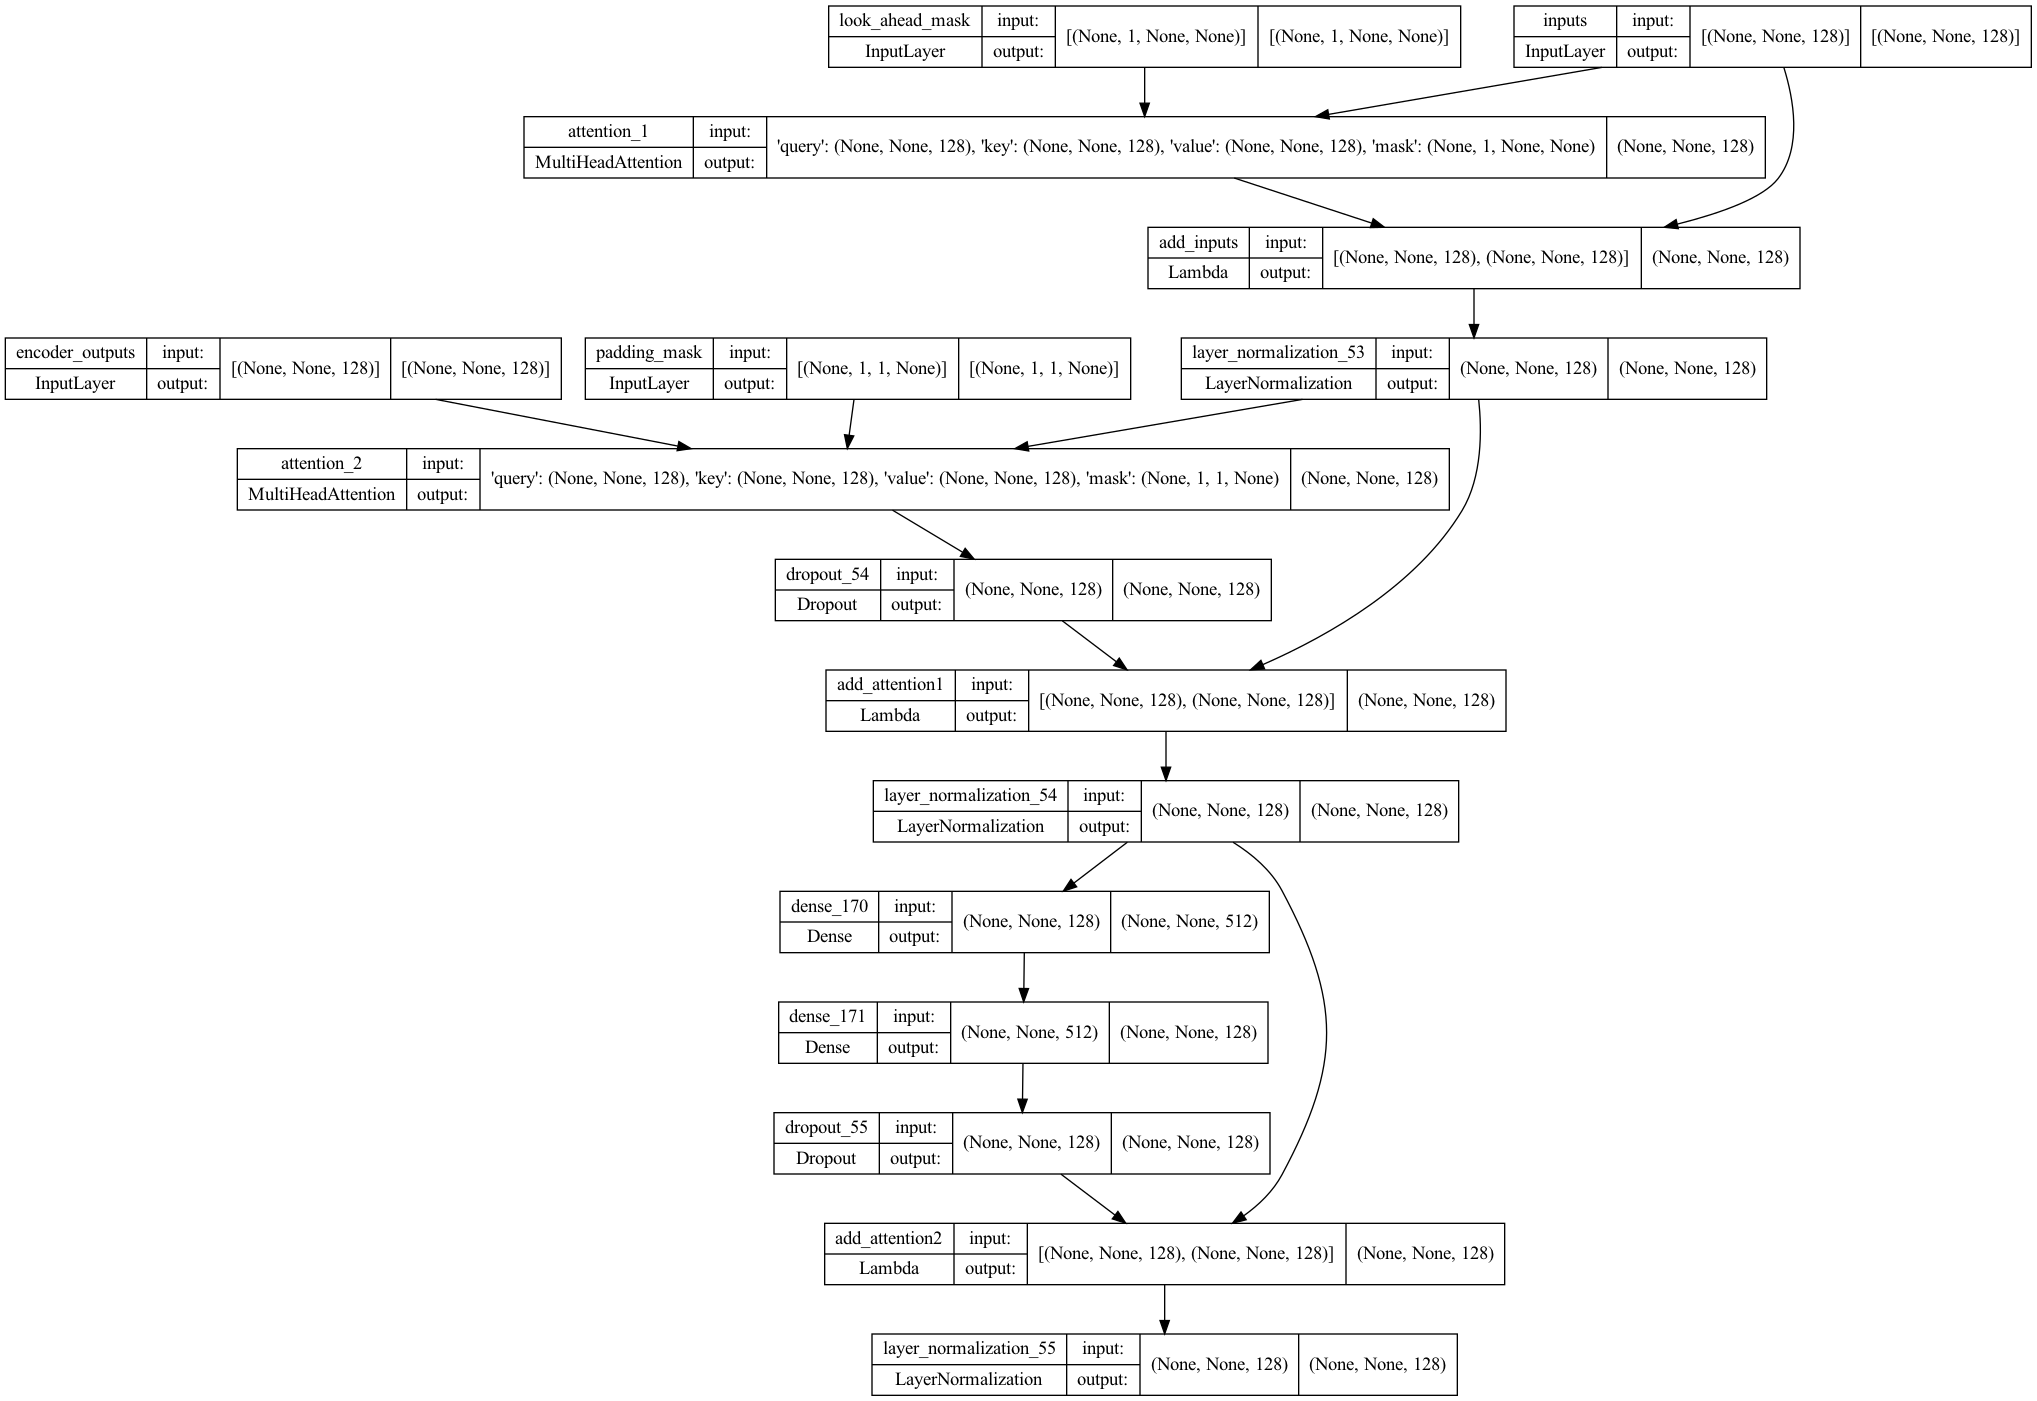 look_ahead_mask input: [(None, 1, None, None)] [(None, 1, None, None)]
InputLayer output:
inputs input: [(None, None, 128)] [(None, None, 128)]
InputLayer output:
attention_1 input: 'query': (None, None, 128), 'key': (None, None, 128), 'value': (None, None, 128), 'mask': (None, 1, None, None) (None, None, 128)
MultiHeadAttention output:
add_inputs input: [(None, None, 128), (None, None, 128)] (None, None, 128)
Lambda output:
encoder_outputs input: [(None, None, 128)] [(None, None, 128)]
InputLayer output:
padding_mask input: [(None, 1, 1, None)] [(None, 1, 1, None)]
InputLayer output:
layer_normalization_53 input: (None, None, 128) (None, None, 128)
LayerNormalization output:
attention_2 input: 'query': (None, None, 128), 'key': (None, None, 128), 'value': (None, None, 128), 'mask': (None, 1, 1, None) (None, None, 128)
MultiHeadAttention output:
dropout_54 input: (None, None, 128) (None, None, 128)
Dropout output:
add_attention1 input: [(None, None, 128), (None, None, 128)] (None, None, 128)
Lambda output:
layer_normalization_54 input: (None, None, 128) (None, None, 128)
LayerNormalization output:
dense_170 input: (None, None, 128) (None, None, 512)
Dense output:
dense_171 input: (None, None, 512) (None, None, 128)
Dense output:
dropout_55 input: (None, None, 128) (None, None, 128)
Dropout output:
add_attention2 input: [(None, None, 128), (None, None, 128)] (None, None, 128)
Lambda output:
layer_normalization_55 input: (None, None, 128) (None, None, 128)
LayerNormalization output: